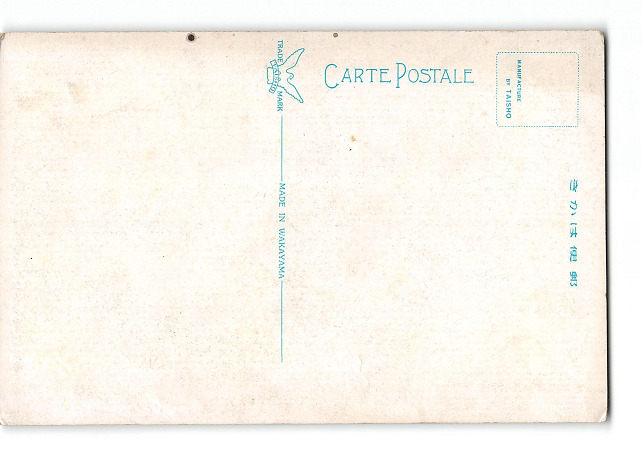 TRADE MARK
CARTE POSTALE
MANUFACTURE
BY TAISHO
MADE IN WAKAYAMA
きかは便郵